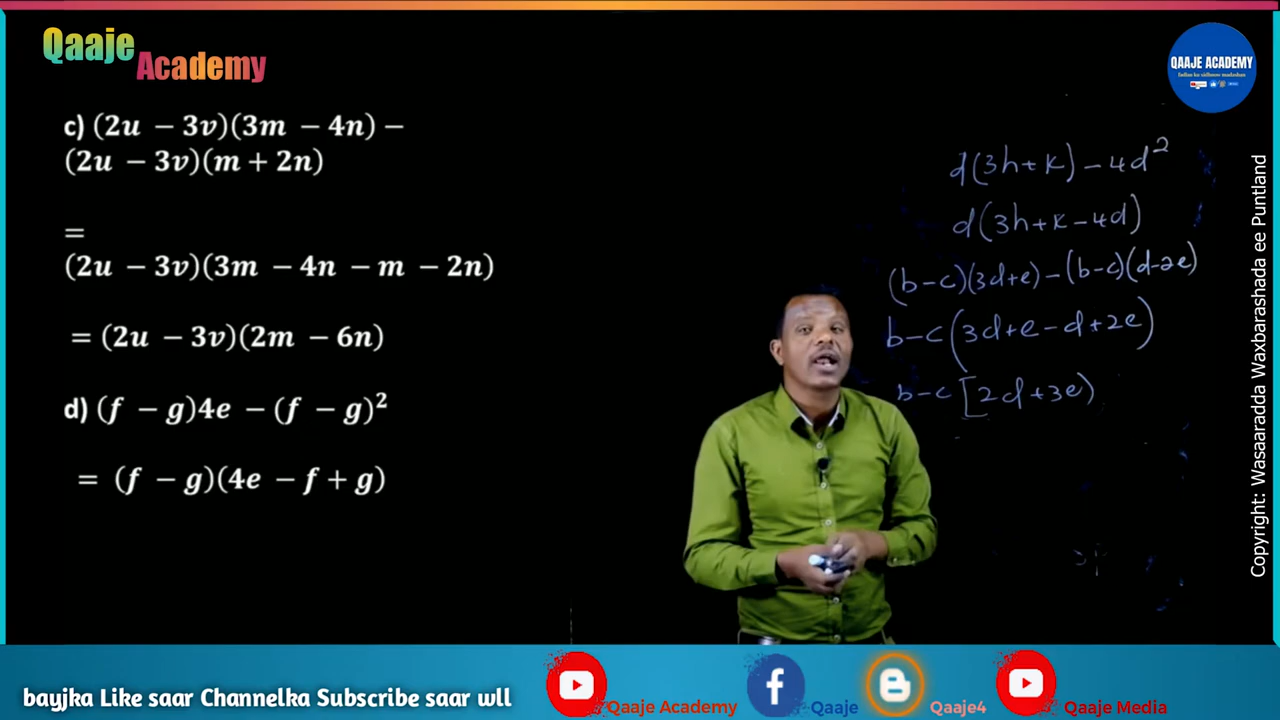 Qaaje
Academy
QAAJE ACADEMY
c) (2u − 3v)(3m − 4n) −
(2u − 3v)(m + 2n)
=
(2u − 3v)(3m − 4n − m − 2n)
= (2u − 3v)(2m − 6n)
d) (f − g)4e − (f − g)²
= (f − g)(4e − f + g)
d(3h+k) − 4d²
d(3h+k−4d)
(b−c)(3d+e) − (b−c)(d−2e)
b−c(3d+e−d+2e)
b−c[2d+3e)
Copyright: Wasaaradda Waxbarashada ee Puntland
bayjka Like saar Channelka Subscribe saar wll
Qaaje Academy
Qaaje
Qaaje4
Qaaje Media